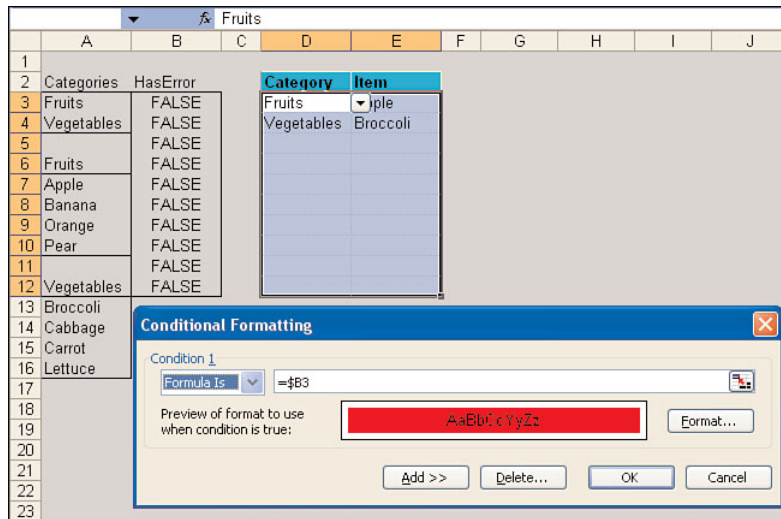 fx Fruits
A B C D E F G H I J
1
2 Categories HasError Category Item
3 Fruits FALSE Fruits ple
4 Vegetables FALSE Vegetables Broccoli
5 FALSE
6 Fruits FALSE
7 Apple FALSE
8 Banana FALSE
9 Orange FALSE
10 Pear FALSE
11 FALSE
12 Vegetables FALSE
13 Broccoli
14 Cabbage
15 Carrot
16 Lettuce
17
18
19
20
21
22
23
Conditional Formatting
Condition 1
Formula Is =$B3
Preview of format to use
when condition is true:
AaBbCcYyZz
Format...
Add >> Delete... OK Cancel